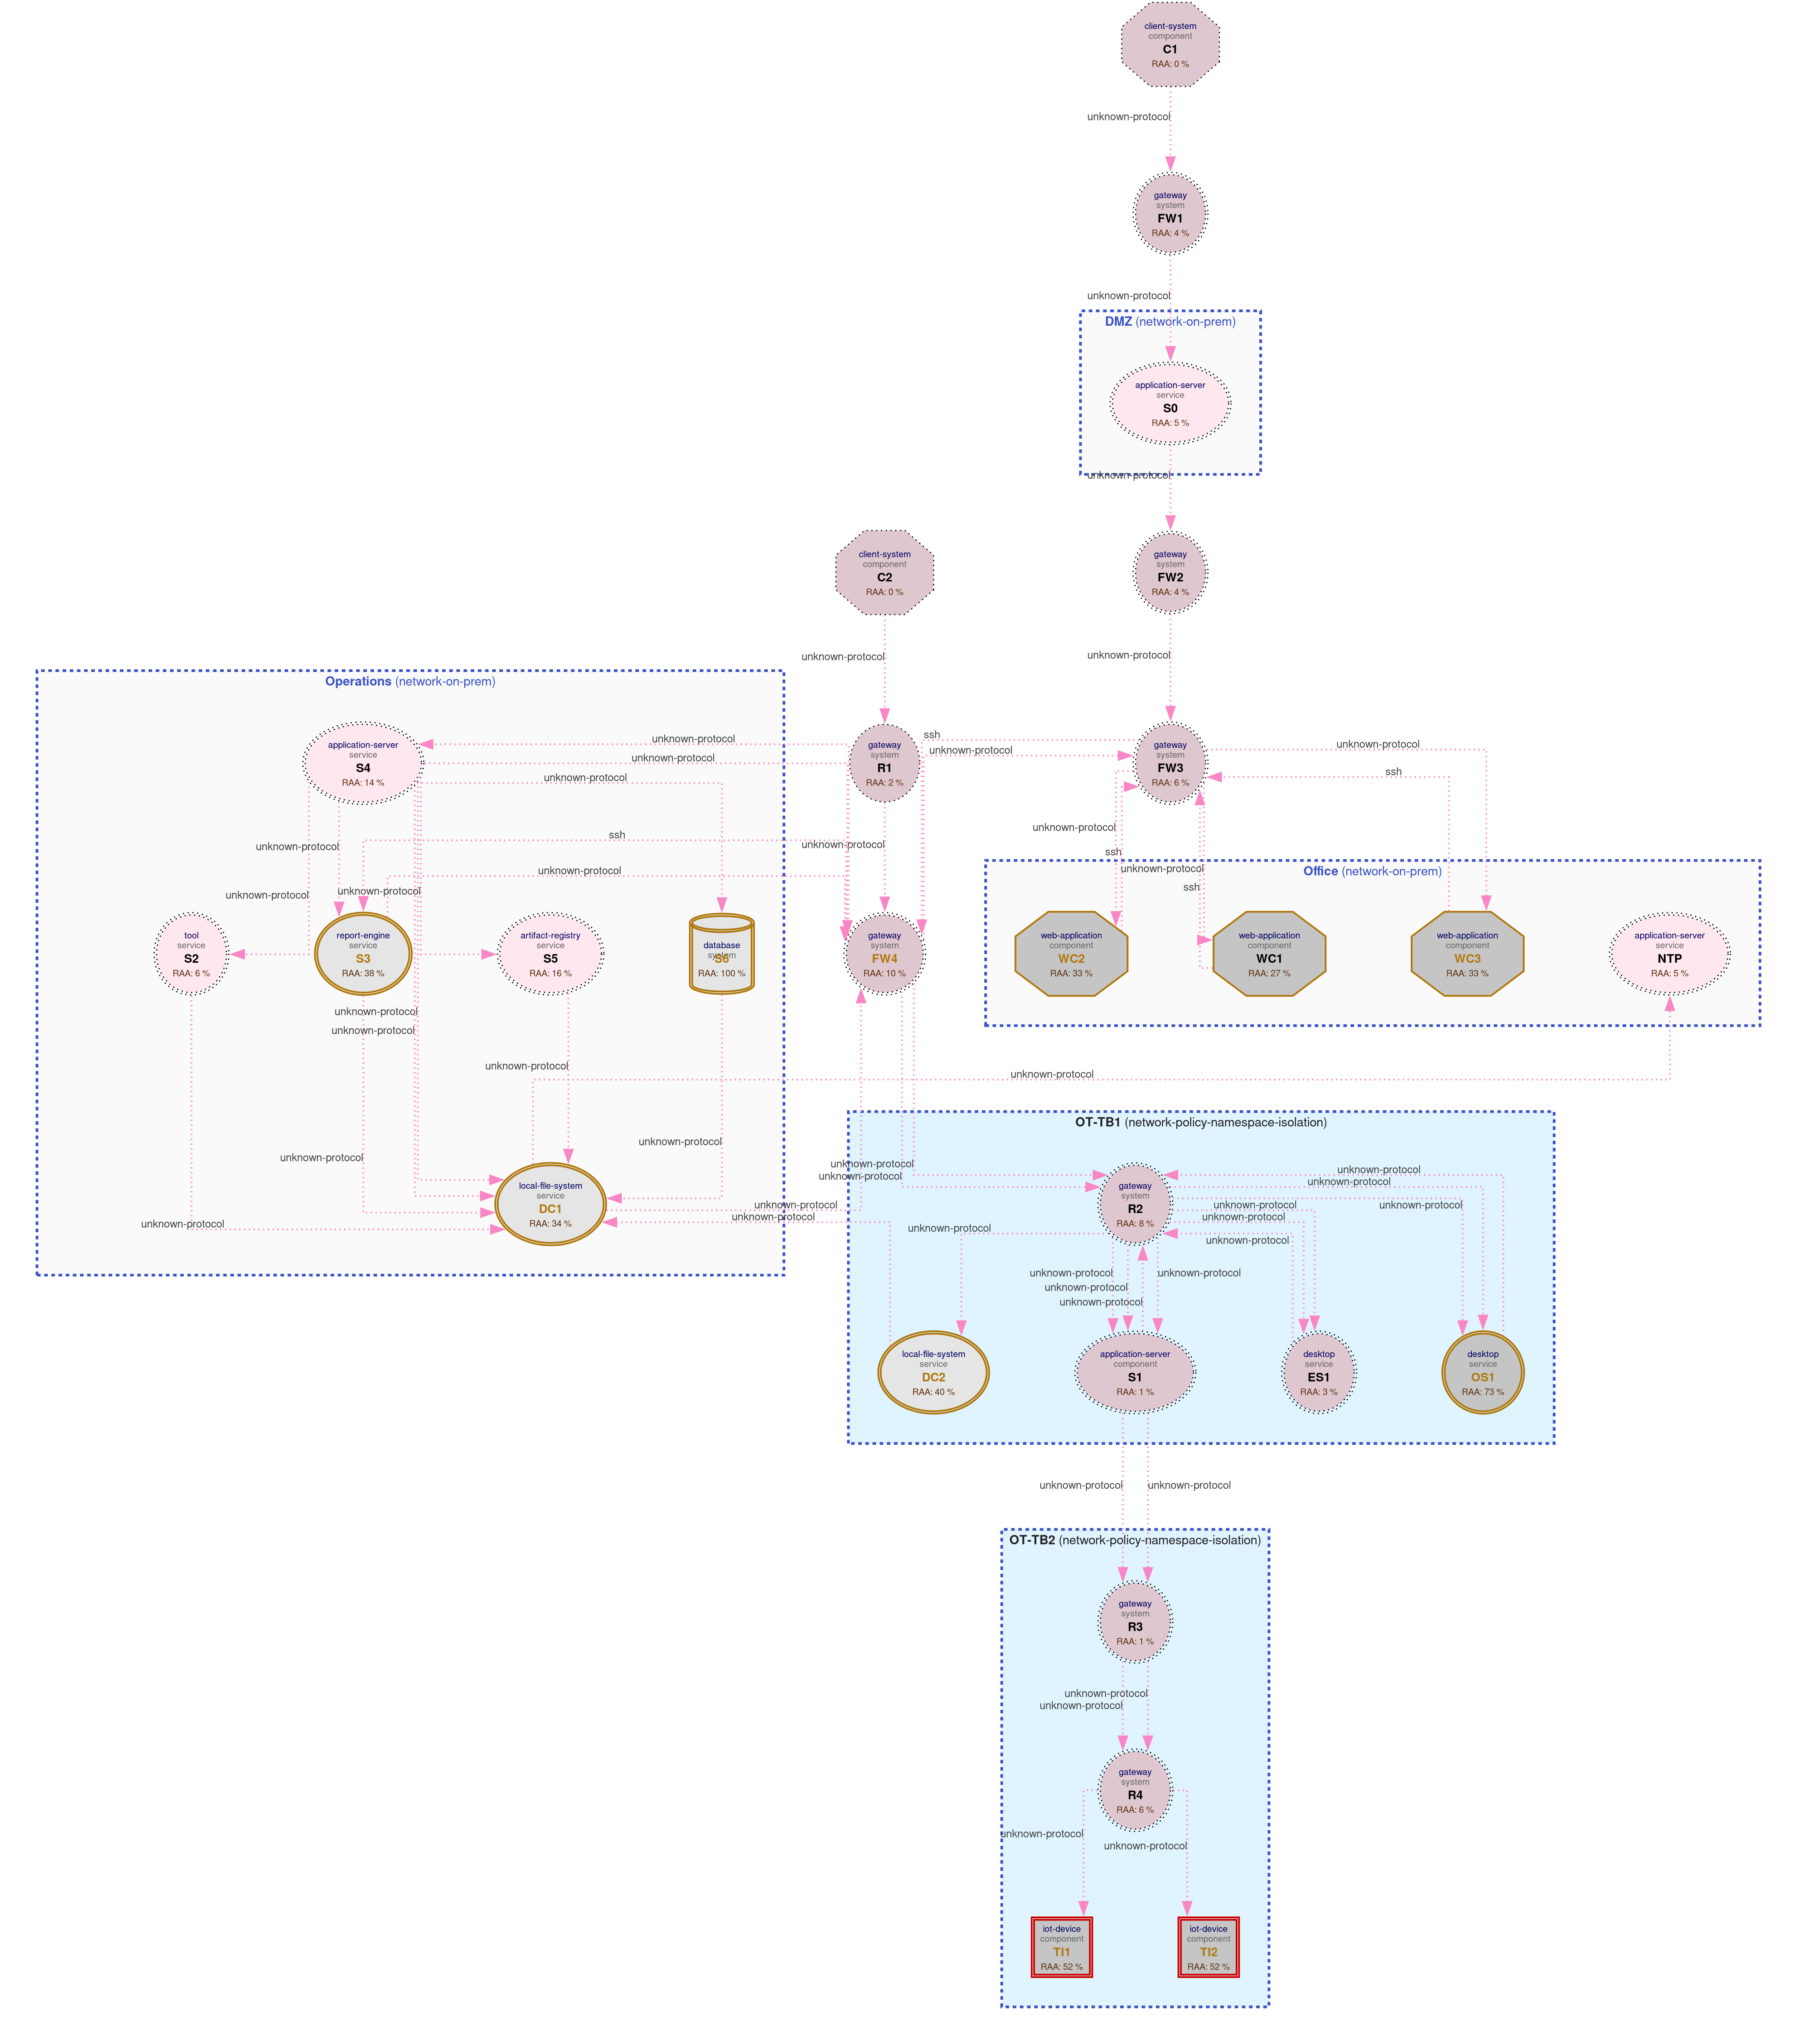 client-system
component
C1
RAA: 0 %
unknown-protocol
gateway
system
FW1
RAA: 4 %
unknown-protocol
DMZ (network-on-prem)
application-server
service
S0
RAA: 5 %
unknown-protocol
client-system
component
C2
RAA: 0 %
gateway
system
FW2
RAA: 4 %
unknown-protocol
unknown-protocol
Operations (network-on-prem)
application-server
service
S4
RAA: 14 %
unknown-protocol
unknown-protocol
unknown-protocol
gateway
system
R1
RAA: 2 %
ssh
unknown-protocol
gateway
system
FW3
RAA: 6 %
unknown-protocol
ssh
unknown-protocol
ssh
unknown-protocol
unknown-protocol
ssh
unknown-protocol
ssh
unknown-protocol
unknown-protocol
unknown-protocol
Office (network-on-prem)
tool
service
S2
RAA: 6 %
report-engine
service
S3
RAA: 38 %
artifact-registry
service
S5
RAA: 16 %
database
system
S6
RAA: 100 %
gateway
system
FW4
RAA: 10 %
web-application
component
WC2
RAA: 33 %
web-application
component
WC1
RAA: 27 %
web-application
component
WC3
RAA: 33 %
application-server
service
NTP
RAA: 5 %
unknown-protocol
unknown-protocol
unknown-protocol
unknown-protocol
unknown-protocol
unknown-protocol
OT-TB1 (network-policy-namespace-isolation)
local-file-system
service
DC1
RAA: 34 %
unknown-protocol
unknown-protocol
unknown-protocol
unknown-protocol
unknown-protocol
gateway
system
R2
RAA: 8 %
unknown-protocol
unknown-protocol
unknown-protocol
unknown-protocol
unknown-protocol
unknown-protocol
unknown-protocol
unknown-protocol
unknown-protocol
unknown-protocol
unknown-protocol
local-file-system
service
DC2
RAA: 40 %
application-server
component
S1
RAA: 1 %
desktop
service
ES1
RAA: 3 %
desktop
service
OS1
RAA: 73 %
unknown-protocol
unknown-protocol
OT-TB2 (network-policy-namespace-isolation)
gateway
system
R3
RAA: 1 %
unknown-protocol
unknown-protocol
gateway
system
R4
RAA: 6 %
unknown-protocol
unknown-protocol
iot-device
component
TI1
RAA: 52 %
iot-device
component
TI2
RAA: 52 %